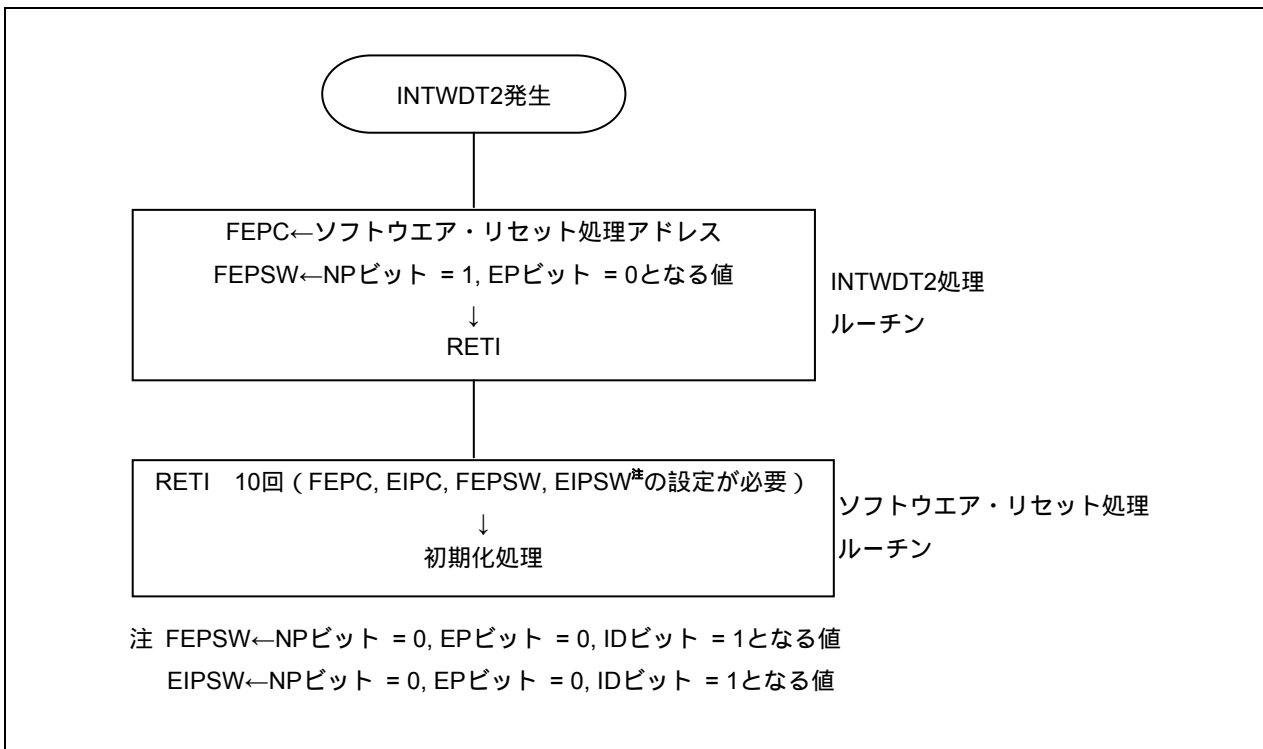 INTWDT2発生
FEPC←ソフトウエア・リセット処理アドレス
FEPSW←NPビット = 1, EPビット = 0となる値
↓
RETI
INTWDT2処理
ルーチン
RETI 10回（FEPC, EIPC, FEPSW, EIPSW注の設定が必要）
↓
初期化処理
ソフトウエア・リセット処理
ルーチン
注 FEPSW←NPビット = 0, EPビット = 0, IDビット = 1となる値
EIPSW←NPビット = 0, EPビット = 0, IDビット = 1となる値